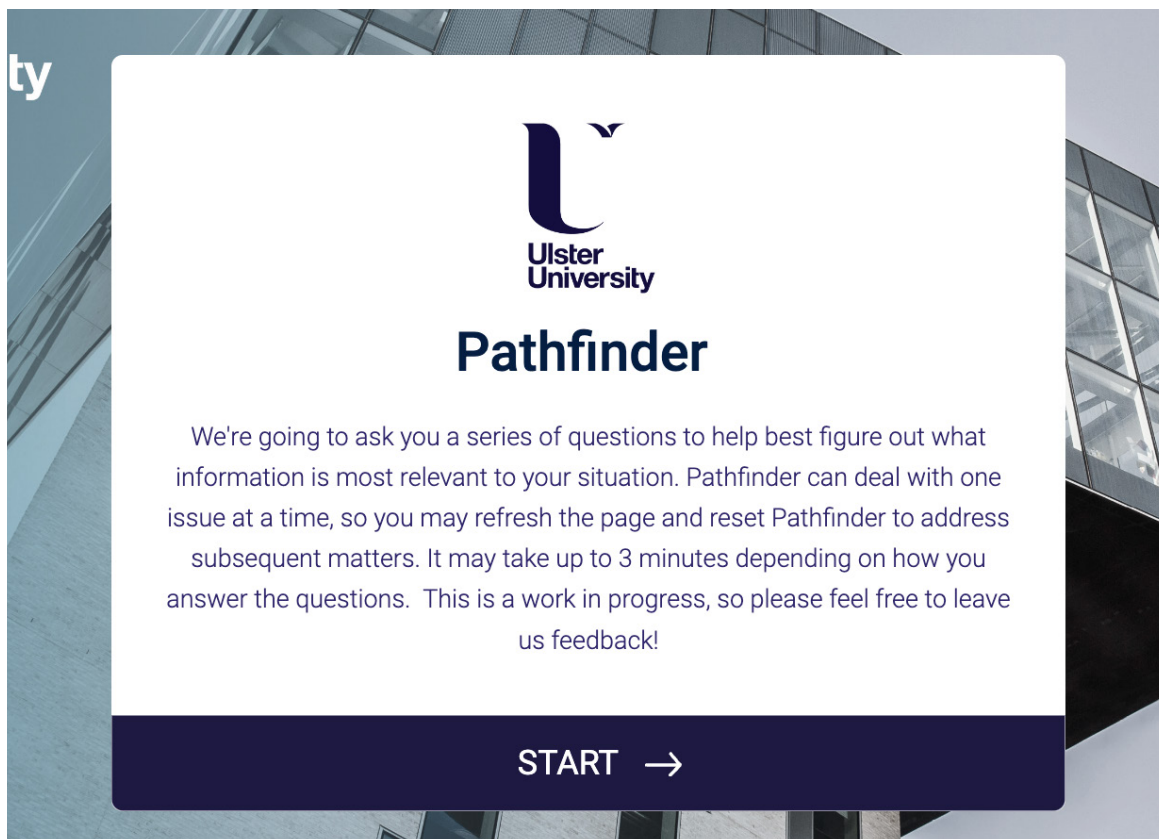 ty
Ulster
University
Pathfinder
We're going to ask you a series of questions to help best figure out what
information is most relevant to your situation. Pathfinder can deal with one
issue at a time, so you may refresh the page and reset Pathfinder to address
subsequent matters. It may take up to 3 minutes depending on how you
answer the questions.  This is a work in progress, so please feel free to leave
us feedback!
START →